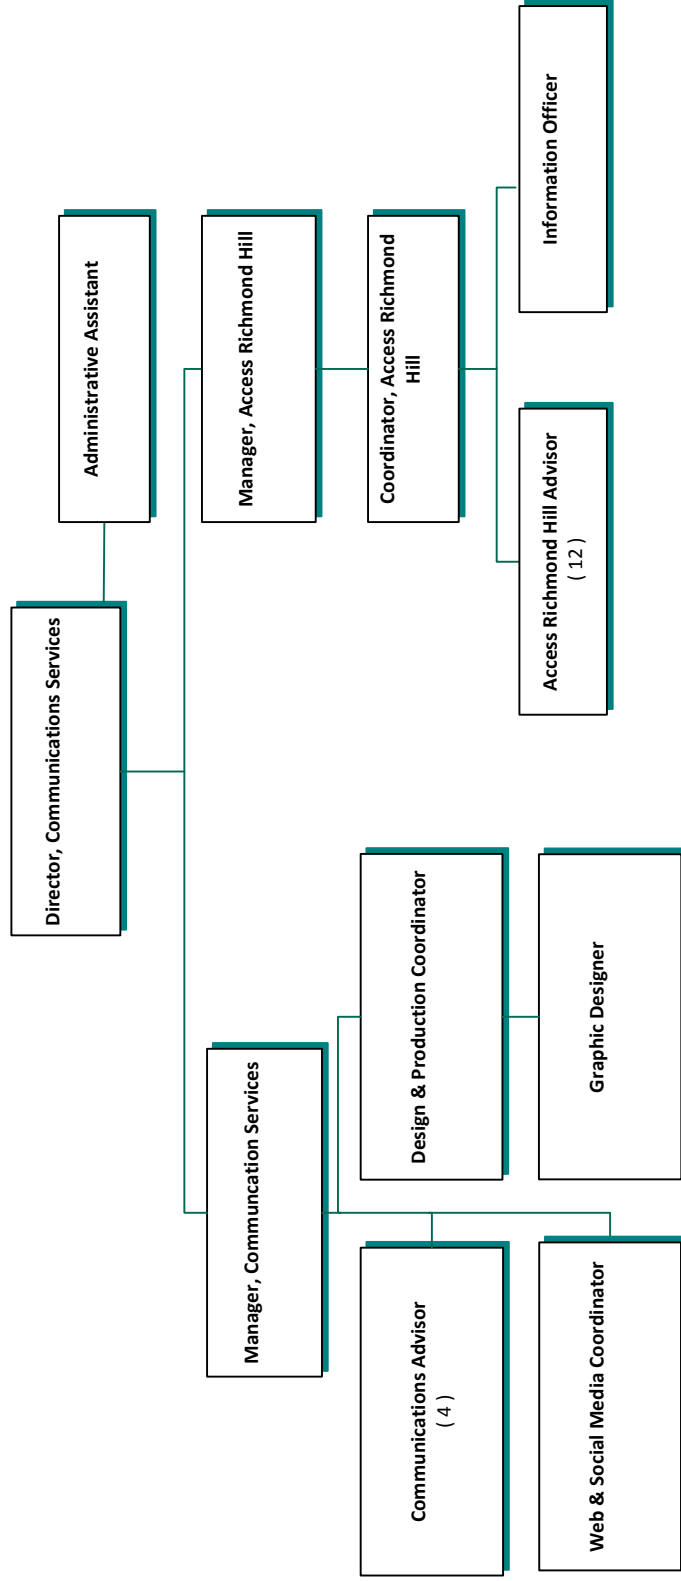 Director, Communications Services
Administrative Assistant
Manager, Communcation Services
Manager, Access Richmond Hill
Communications Advisor
( 4 )
Design & Production Coordinator
Coordinator, Access Richmond
Hill
Web & Social Media Coordinator
Graphic Designer
Access Richmond Hill Advisor
( 12 )
Information Officer